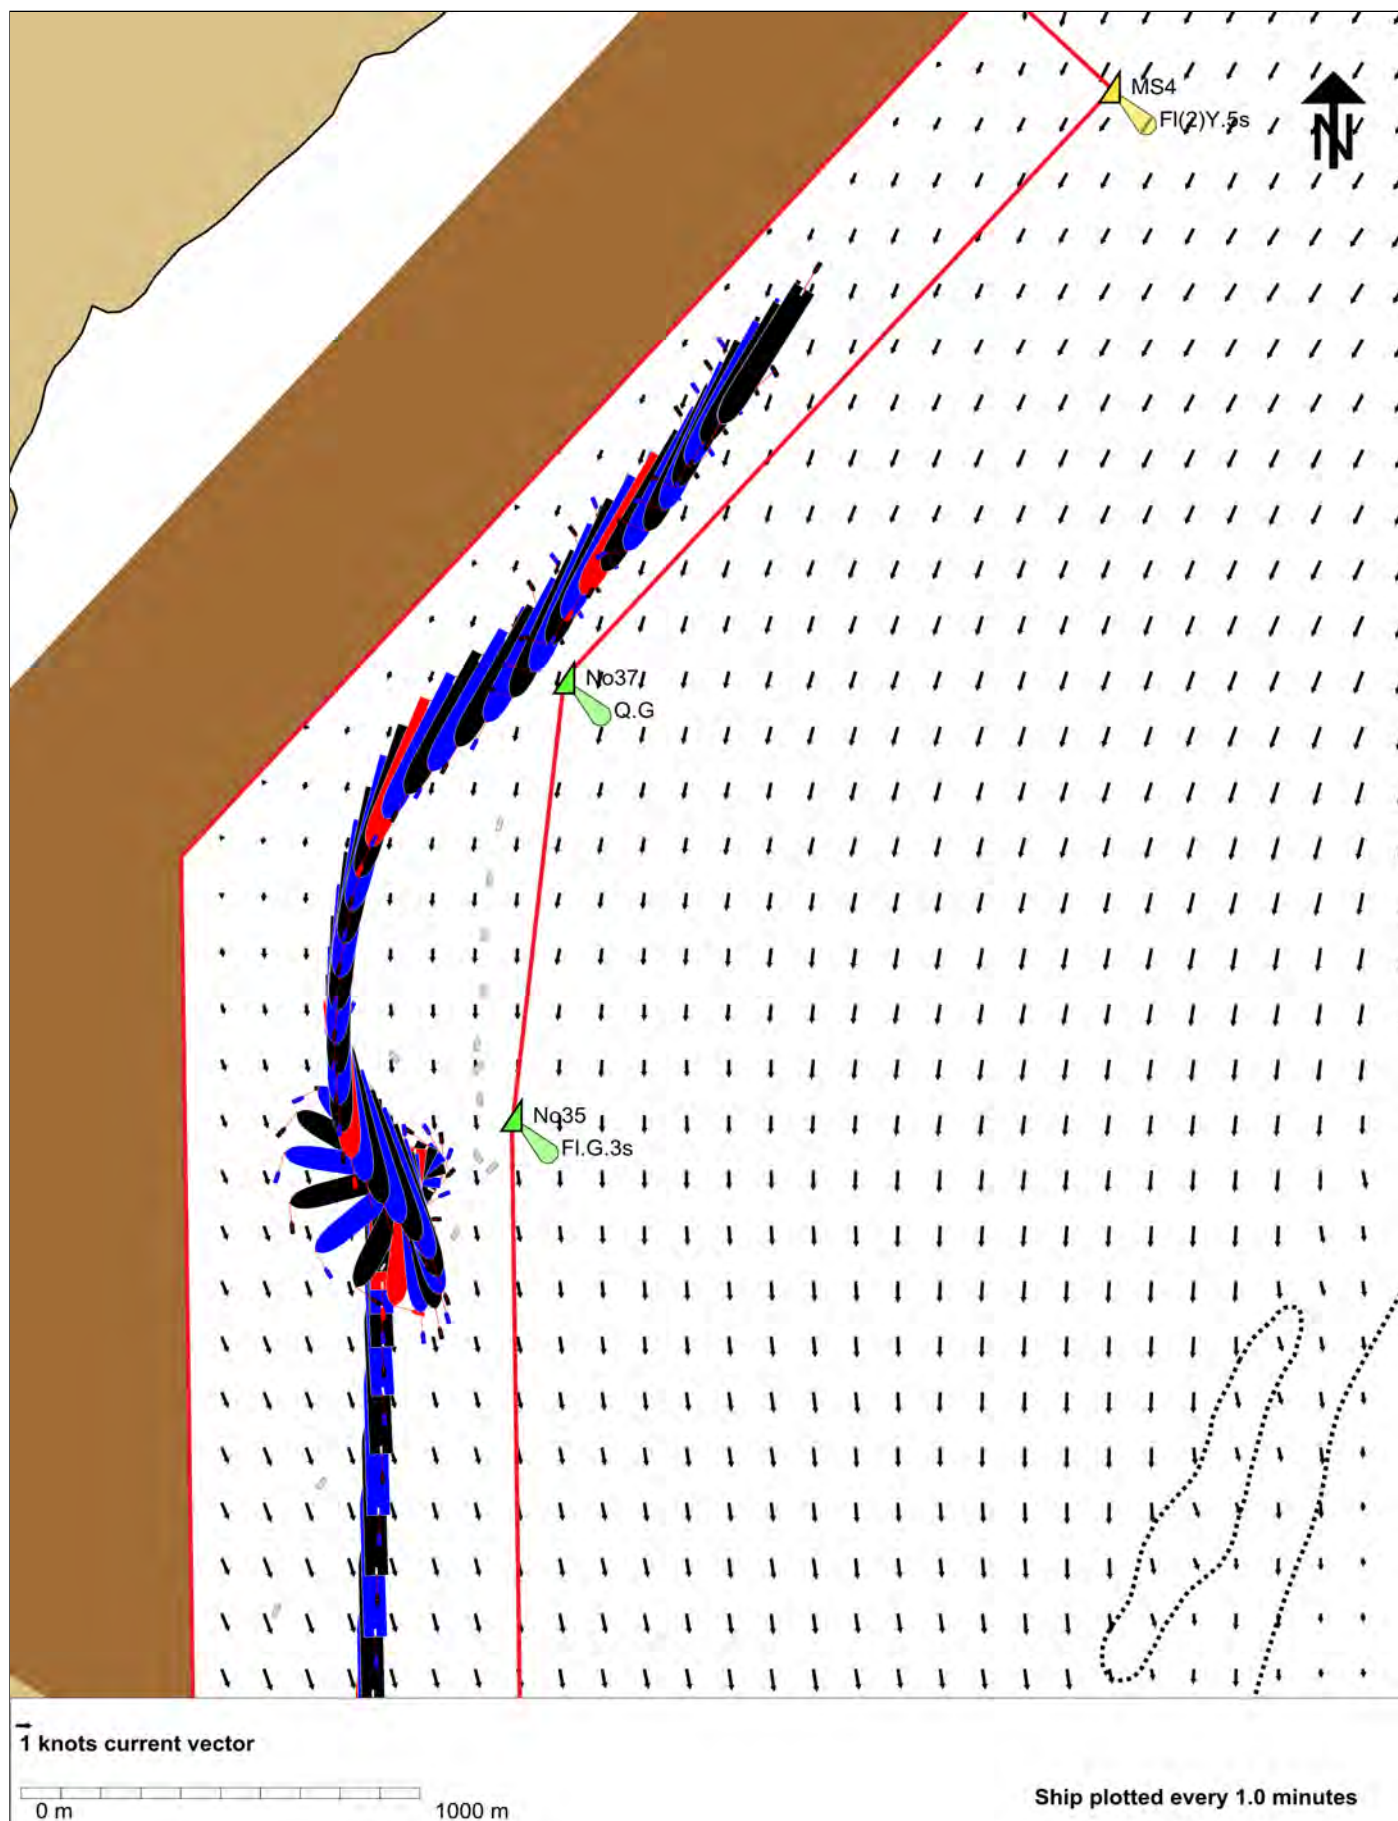 MS4
Fl(2)Y.5s
N
No37
Q.G
No35
Fl.G.3s
1 knots current vector
0 m
1000 m
Ship plotted every 1.0 minutes